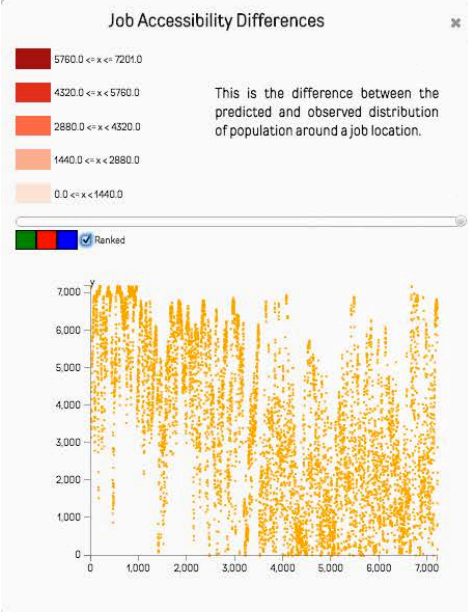 Job Accessibility Differences
×
5760.0 <= x <= 7201.0
4320.0 <= x < 5760.0
2880.0 <= x < 4320.0
1440.0 <= x < 2880.0
0.0 <= x < 1440.0
This is the difference between the
predicted and observed distribution
of population around a job location.
Ranked
y
7,000
6,000
5,000
4,000
3,000
2,000
1,000
0
0 1,000 2,000 3,000 4,000 5,000 6,000 7,000